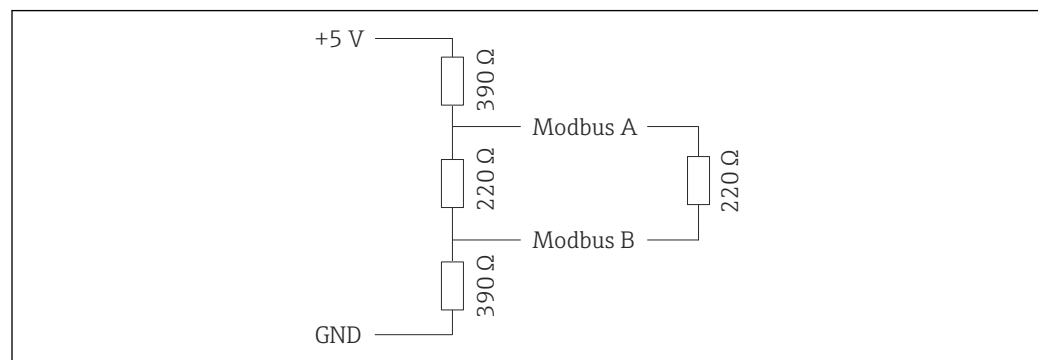 +5 V
390 Ω
Modbus A
220 Ω
220 Ω
Modbus B
390 Ω
GND